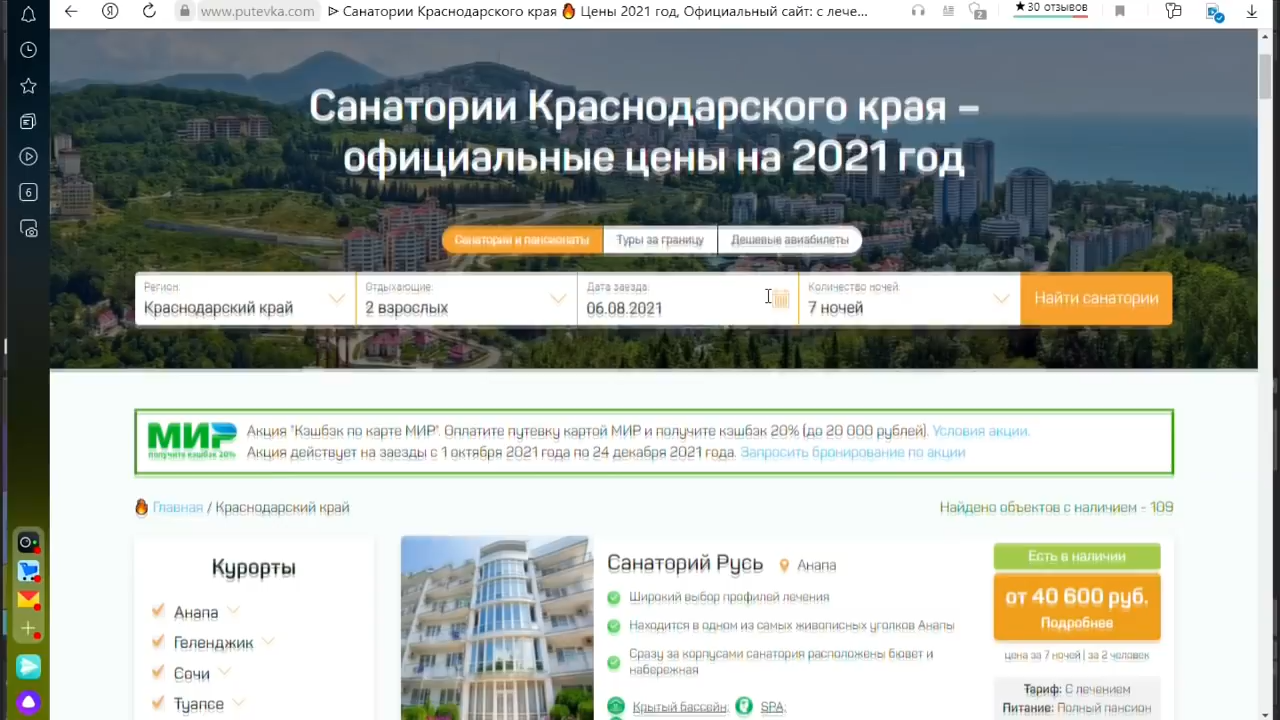 www.putevka.com
ᐅ Санатории Краснодарского края 🔥 Цены 2021 год, Официальный сайт: с лече...
2
★30 отзывов
Санатории Краснодарского края –
официальные цены на 2021 год
Санатории и пансионаты
Туры за границу
Дешевые авиабилеты
Регион:
Краснодарский край
Отдыхающие:
2 взрослых
Дата заезда:
06.08.2021
Количество ночей:
7 ночей
Найти санатории
6
МИР
получите кэшбэк 20%
Акция "Кэшбэк по карте МИР". Оплатите путевку картой МИР и получите кэшбэк 20% (до 20 000 рублей). Условия акции.
Акция действует на заезды с 1 октября 2021 года по 24 декабря 2021 года. Запросить бронирование по акции
Главная / Краснодарский край
Найдено объектов с наличием - 109
Курорты
Анапа
Геленджик
Сочи
Туапсе
Санаторий Русь
Анапа
Широкий выбор профилей лечения
Находится в одном из самых живописных уголков Анапы
Сразу за корпусами санатория расположены бювет и
набережная
Крытый бассейн;
SPA;
Есть в наличии
от 40 600 руб.
Подробнее
цена за 7 ночей | за 2 человек
Тариф: С лечением
Питание: Полный пансион